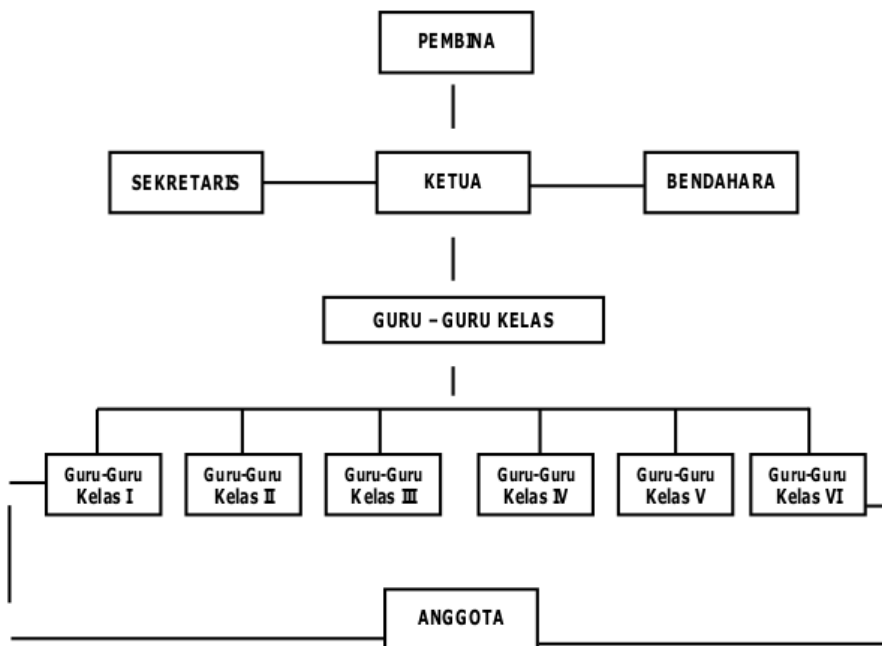 PEMBINA
SEKRETARIS
KETUA
BENDAHARA
GURU – GURU KELAS
Guru-Guru
Kelas I
Guru-Guru
Kelas II
Guru-Guru
Kelas III
Guru-Guru
Kelas IV
Guru-Guru
Kelas V
Guru-Guru
Kelas VI
ANGGOTA